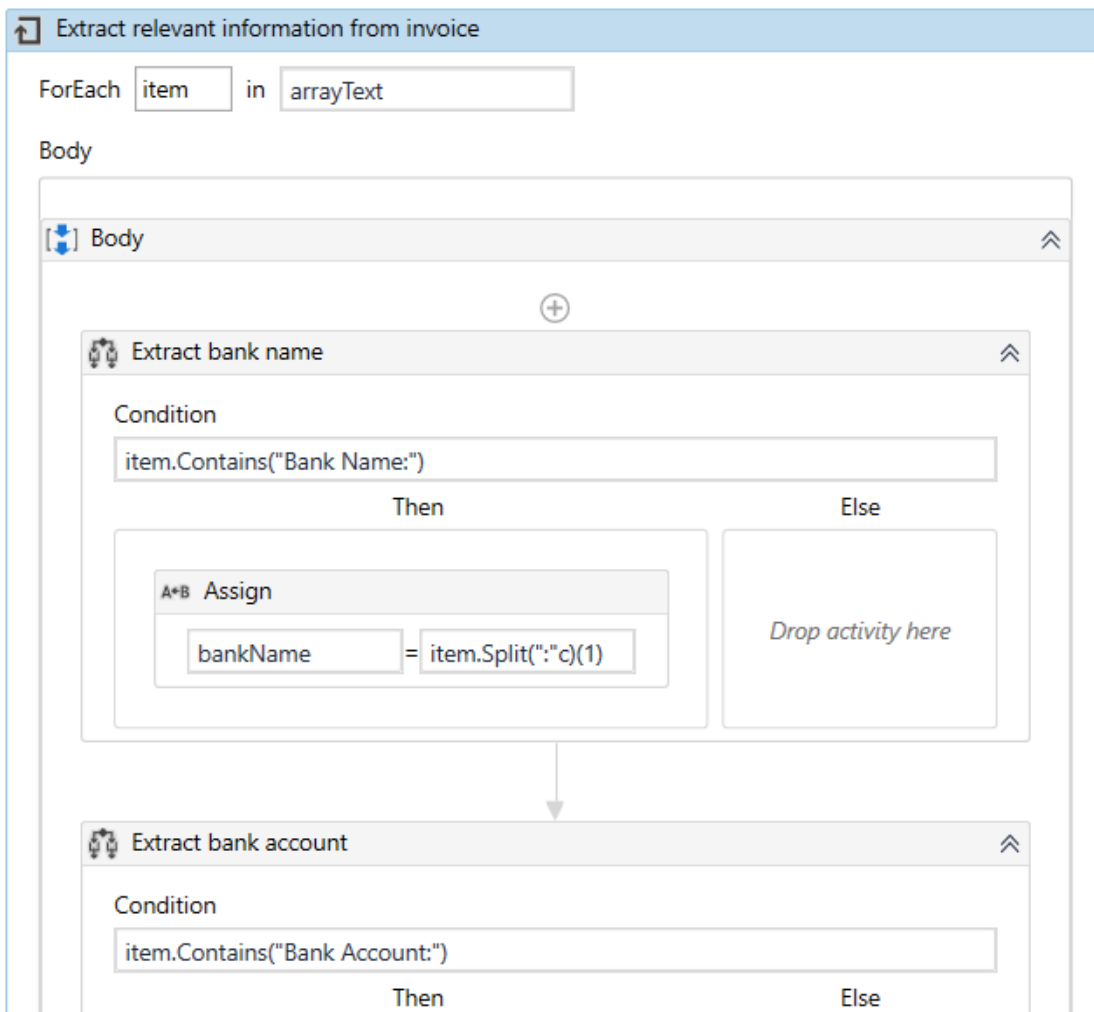 Extract relevant information from invoice
ForEach item in arrayText
Body
Body
Extract bank name
Condition
item.Contains("Bank Name:")
Then Else
A+B Assign
bankName = item.Split(":"c)(1)
Drop activity here
Extract bank account
Condition
item.Contains("Bank Account:")
Then Else